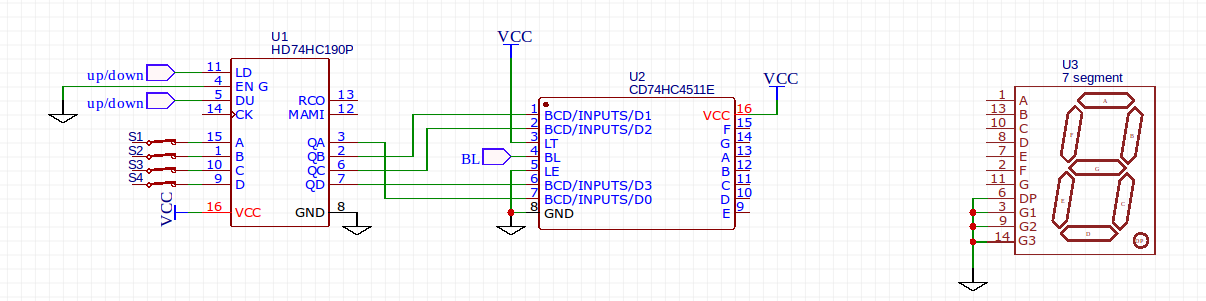 U1
HD74HC190P
up/down
11 LD
4 EN G
up/down
5 DU
14 CK
S1
15 A
S2
1 B
S3
10 C
S4
9 D
VCC
16 VCC
RCO 13
MAMI 12
QA 3
QB 2
QC 6
QD 7
GND 8
VCC
U2
CD74HC4511E
1 BCD/INPUTS/D1
2 BCD/INPUTS/D2
3 LT
BL
4 BL
5 LE
6 BCD/INPUTS/D3
7 BCD/INPUTS/D0
8 GND
VCC
VCC 16
F 15
G 14
A 13
B 12
C 11
D 10
E 9
U3
7 segment
1 A
13 B
10 C
8 D
7 E
2 F
11 G
6 DP
3 G1
9 G2
14 G3
A
F
B
G
E
C
D
DP